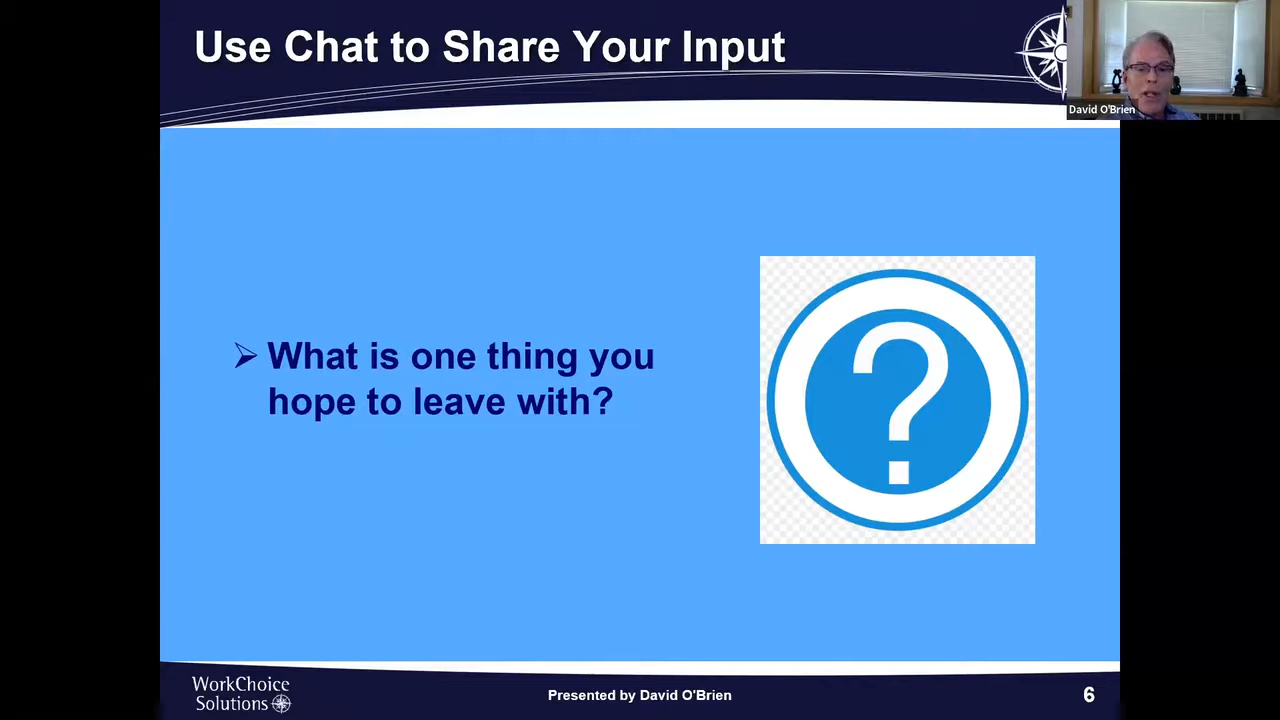 Use Chat to Share Your Input
David O'Brien
➢ What is one thing you
hope to leave with?
?
WorkChoice
Solutions
Presented by David O'Brien
6